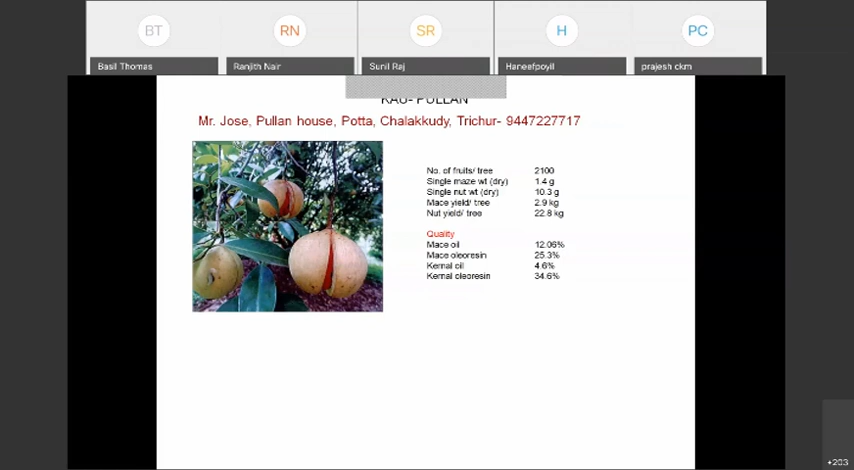 BT RN SR H PC
Basil Thomas Ranjith Nair Sunil Raj Haneefpoyil prajesh ckm
KAU- PULLAN
Mr. Jose, Pullan house, Potta, Chalakkudy, Trichur- 9447227717
No. of fruits/ tree 2100
Single maze wt (dry) 1.4 g
Single nut wt (dry) 10.3 g
Mace yield/ tree 2.9 kg
Nut yield/ tree 22.8 kg
Quality
Mace oil 12.06%
Mace oleoresin 25.3%
Kernal oil 4.6%
Kernal oleoresin 34.6%
+203